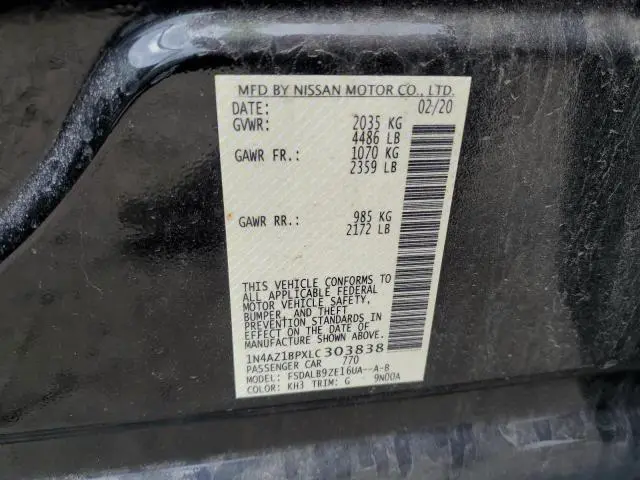 MFD BY NISSAN MOTOR CO., LTD.
DATE: 02/20
GVWR: 2035 KG
4486 LB
GAWR FR.: 1070 KG
2359 LB
GAWR RR.: 985 KG
2172 LB
THIS VEHICLE CONFORMS TO
ALL APPLICABLE FEDERAL
MOTOR VEHICLE SAFETY,
BUMPER, AND THEFT
PREVENTION STANDARDS IN
EFFECT ON THE DATE OF
MANUFACTURE SHOWN ABOVE.
1N4AZ1BPXLC303838
PASSENGER CAR 770
MODEL: FSDALB9ZE16UA--A-B
COLOR: KH3 TRIM: G 9N00A